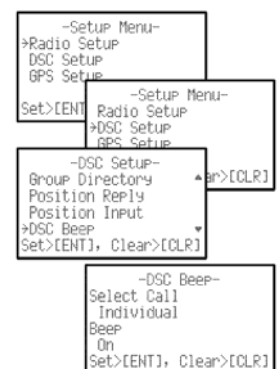 -Setup Menu-
→Radio Setup
DSC Setup
GPS Setup
Set>[ENT
-Setup Menu-
Radio Setup
→DSC Setup
GPS Setup
ar>[CLR]
-DSC Setup-
Group Directory
Position Reply
Position Input
→DSC Beep
Set>[ENT], Clear>[CLR]
-DSC Beep-
Select Call
Individual
Beep
On
Set>[ENT], Clear>[CLR]